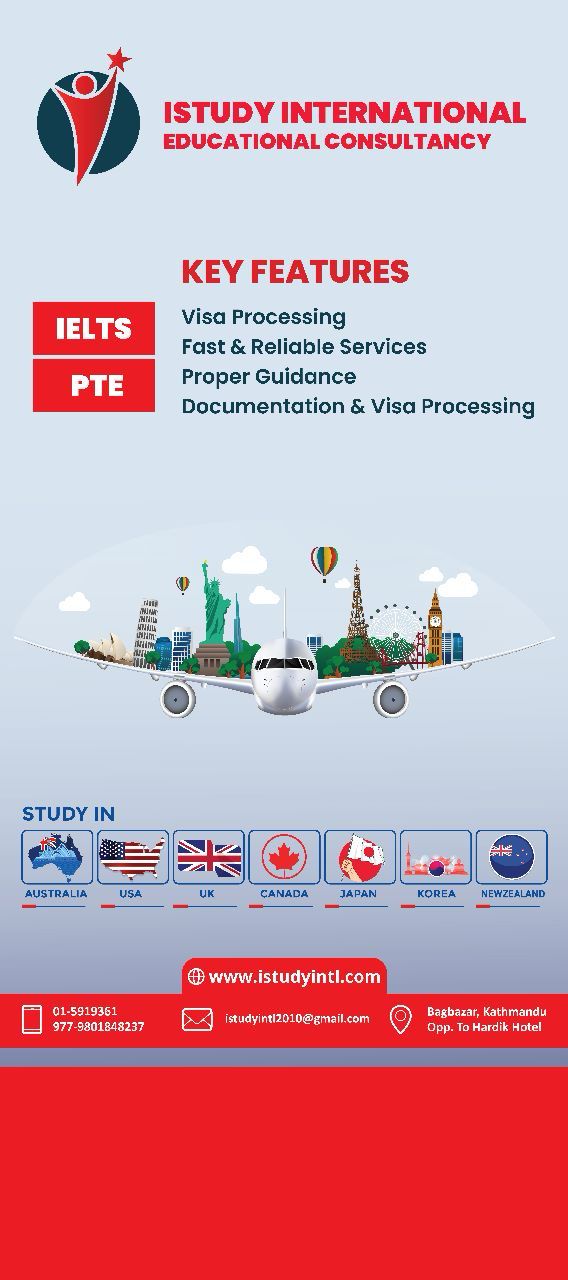 ISTUDY INTERNATIONAL
EDUCATIONAL CONSULTANCY
KEY FEATURES
IELTS
PTE
Visa Processing
Fast & Reliable Services
Proper Guidance
Documentation & Visa Processing
STUDY IN
AUSTRALIA
USA
UK
CANADA
JAPAN
KOREA
NEWZEALAND
www.istudyintl.com
01-5919361
977-9801848237
istudyintl2010@gmail.com
Bagbazar, Kathmandu
Opp. To Hardik Hotel